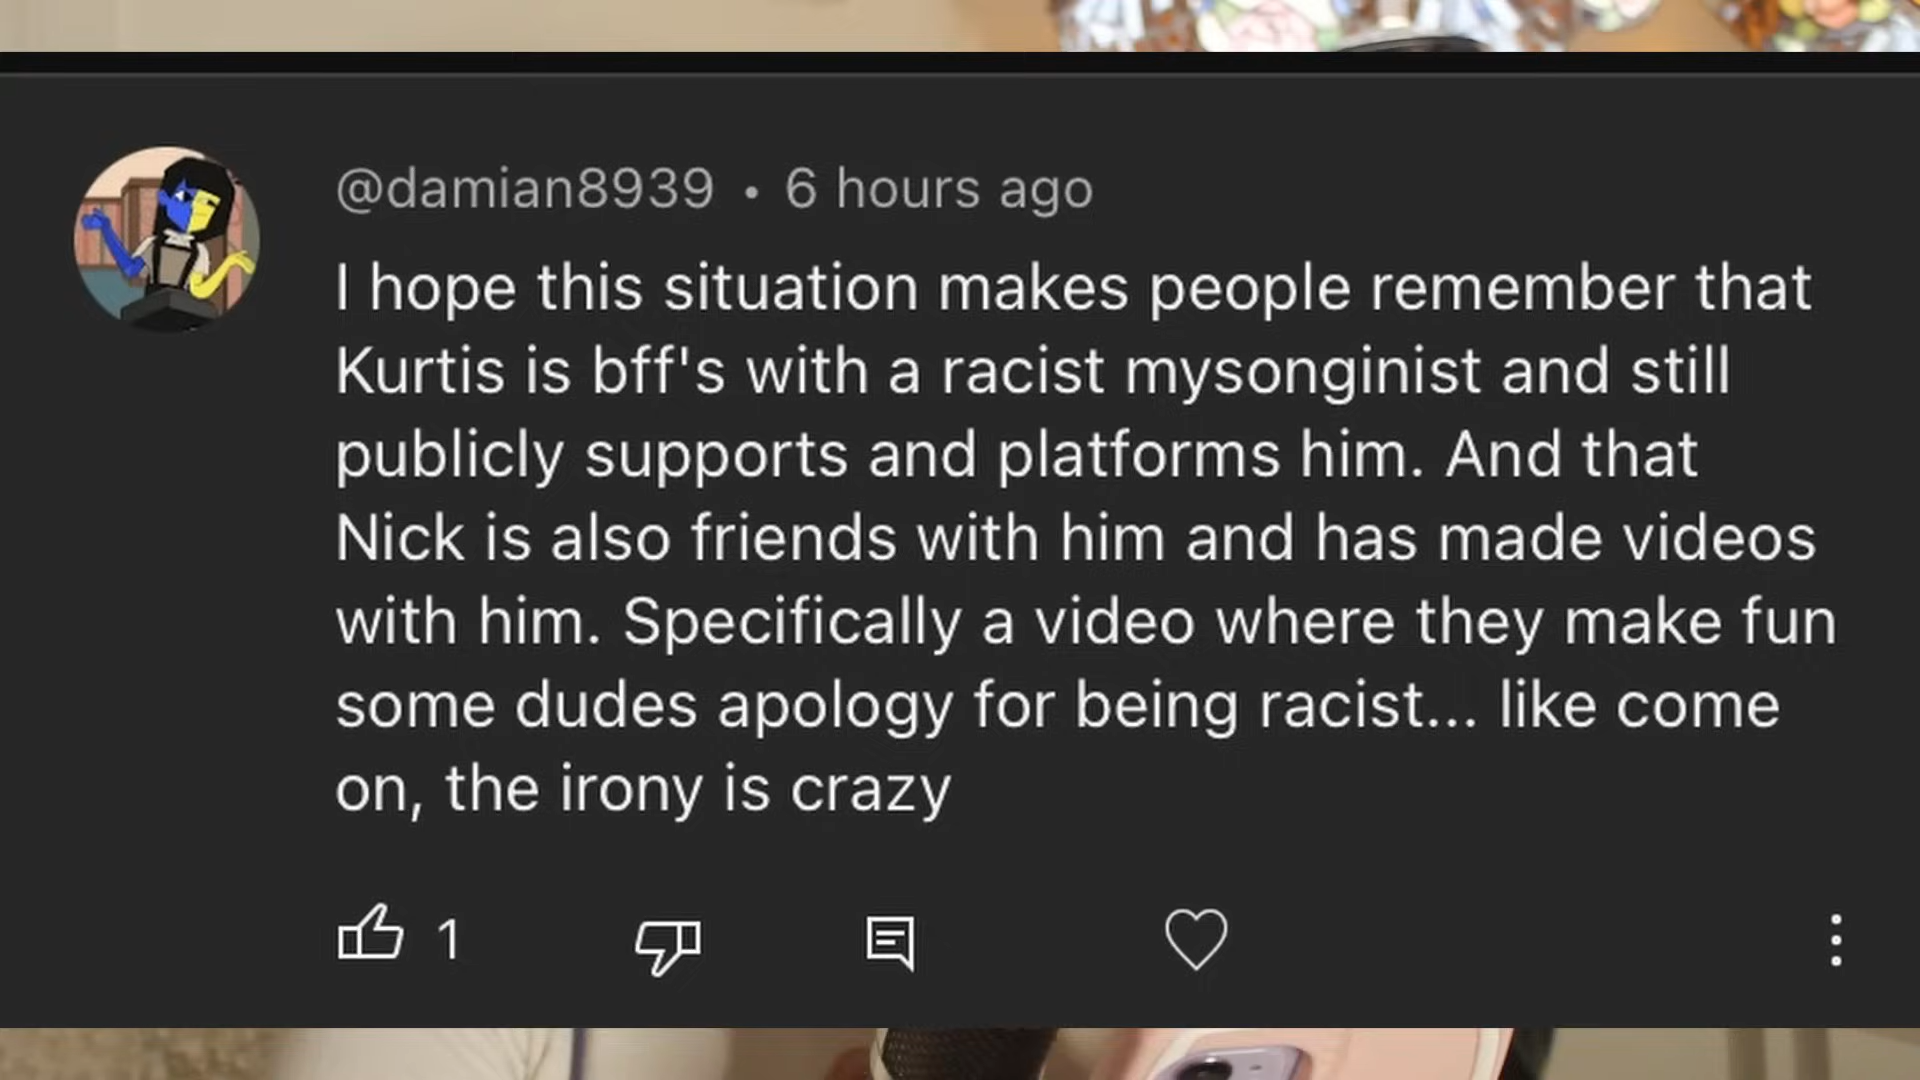 @damian8939 • 6 hours ago
I hope this situation makes people remember that
Kurtis is bff's with a racist mysonginist and still
publicly supports and platforms him. And that
Nick is also friends with him and has made videos
with him. Specifically a video where they make fun
some dudes apology for being racist... like come
on, the irony is crazy
1